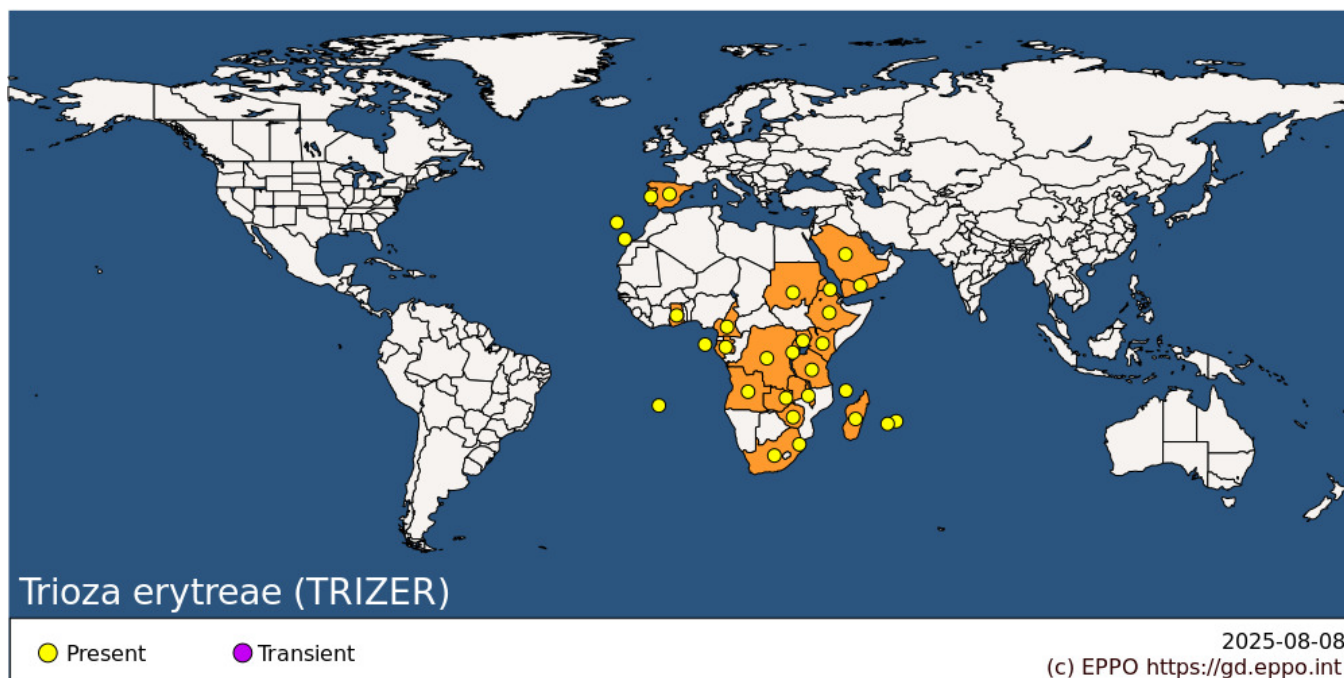 Trioza erytreae (TRIZER)
Present
Transient
2025-08-08
(c) EPPO https://gd.eppo.int